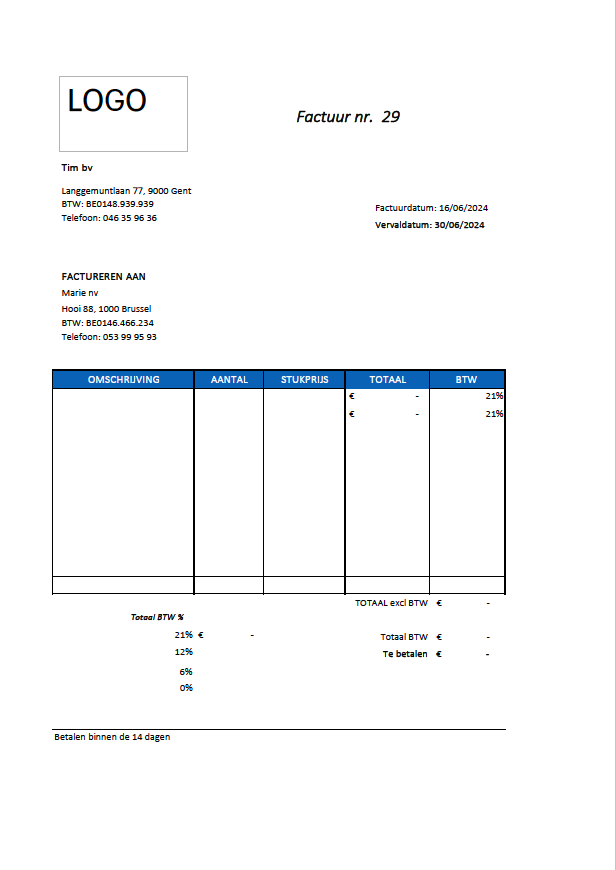 LOGO
Factuur nr. 29
Tim bv
Langgemuntlaan 77, 9000 Gent
BTW: BE0148.939.939
Telefoon: 046 35 96 36
Factuurdatum: 16/06/2024
Vervaldatum: 30/06/2024
FACTUREREN AAN
Marie nv
Hooi 88, 1000 Brussel
BTW: BE0146.466.234
Telefoon: 053 99 95 93
OMSCHRIJVING AANTAL STUKPRIJS TOTAAL BTW
€ - 21%
€ - 21%
TOTAAL excl BTW € -
Totaal BTW %
21% € - Totaal BTW € -
12% Te betalen € -
6%
0%
Betalen binnen de 14 dagen